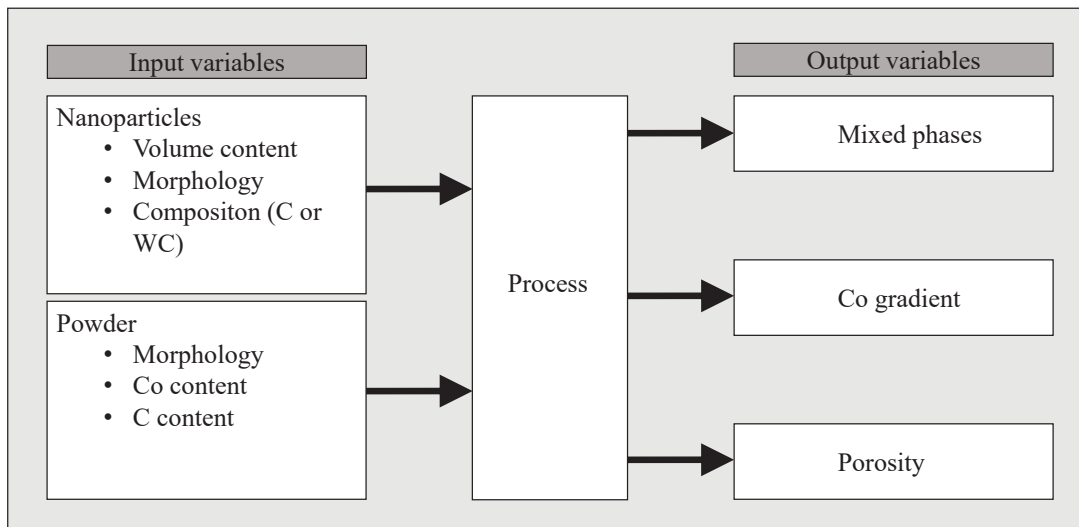 Input variables
Nanoparticles
• Volume content
• Morphology
• Compositon (C or
WC)
Powder
• Morphology
• Co content
• C content
Process
Output variables
Mixed phases
Co gradient
Porosity